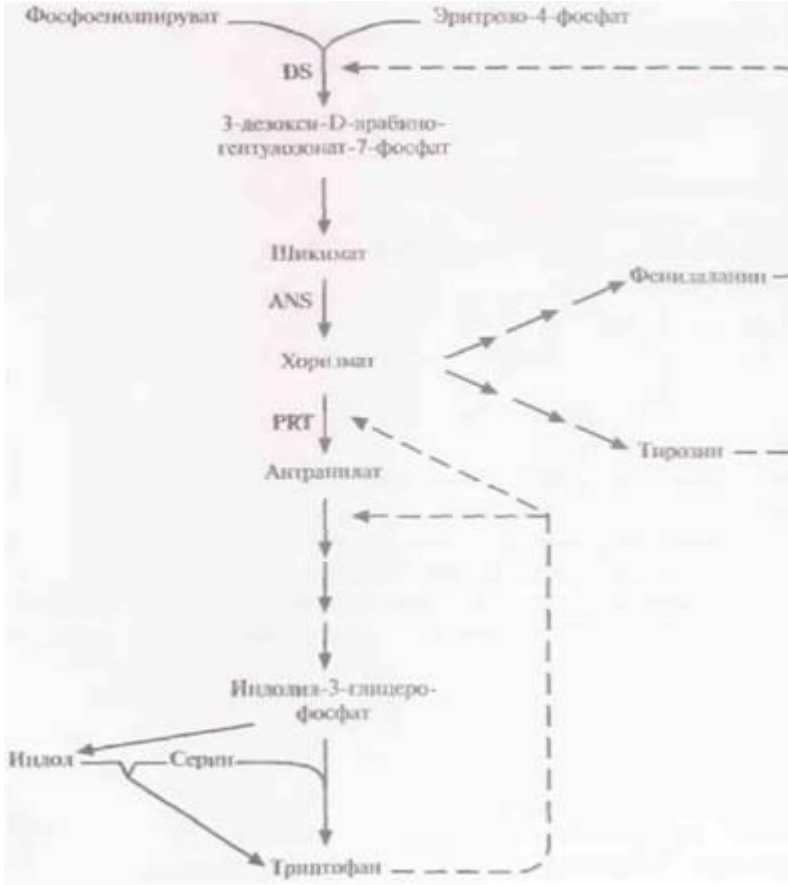 Фосфоенолпируват
Эритрозо-4-фосфат
DS
3-дезокси-D-арабино-
гептулозонат-7-фосфат
Шикимат
Фенилаланин
ANS
Хоризмат
PRT
Тирозин
Антранилат
Индолил-3-глицеро-
фосфат
Индол
Серин
Триптофан